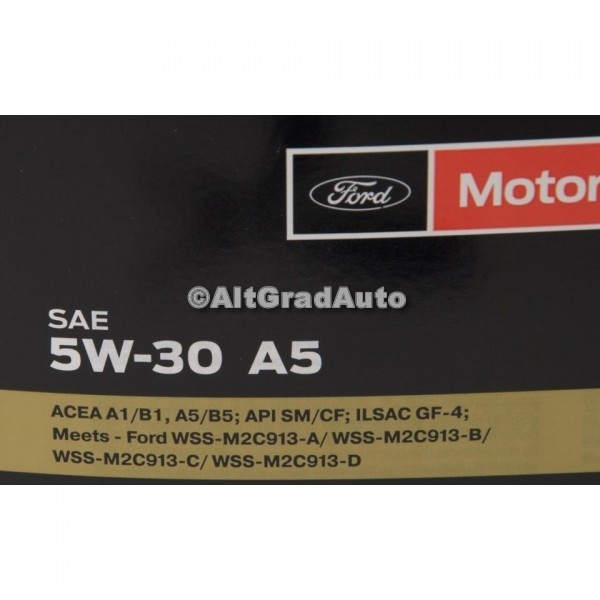 Ford
Motor
©AltGradAuto
SAE
5W-30 A5
ACEA A1/B1, A5/B5; API SM/CF; ILSAC GF-4;
Meets - Ford WSS-M2C913-A/ WSS-M2C913-B/
WSS-M2C913-C/ WSS-M2C913-D